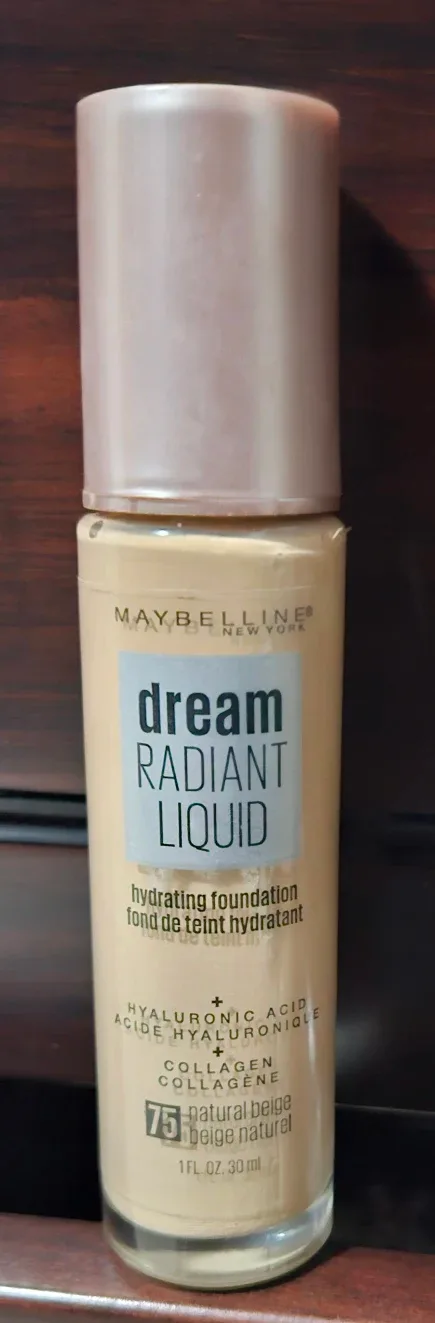 MAYBELLINE®
NEW YORK
dream
RADIANT
LIQUID
hydrating foundation
fond de teint hydratant
+
HYALURONIC ACID
ACIDE HYALURONIQUE
+
COLLAGEN
COLLAGÈNE
75 natural beige
beige naturel
1 FL. OZ. 30 ml